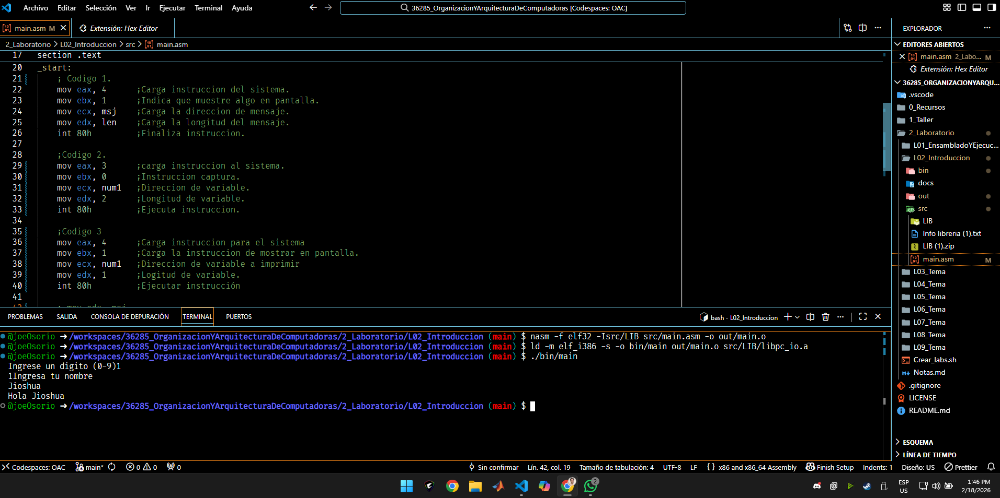 Archivo Editar Selección Ver Ir Ejecutar Terminal Ayuda
36285_OrganizacionYArquitecturaDeComputadoras [Codespaces: OAC]
main.asm M Extensión: Hex Editor
2_Laboratorio > L02_Introduccion > src > main.asm
17 section .text
20 _start:
21 ; Codigo 1.
22 mov eax, 4 ;Carga instruccion del sistema.
23 mov ebx, 1 ;Indica que muestre algo en pantalla.
24 mov ecx, msj ;Carga la direccion de mensaje.
25 mov edx, len ;Carga la longitud del mensaje.
26 int 80h ;Finaliza instruccion.
27
28 ;Codigo 2.
29 mov eax, 3 ;carga instruccion al sistema.
30 mov ebx, 0 ;Instruccion captura.
31 mov ecx, num1 ;Direccion de variable.
32 mov edx, 2 ;Longitud de variable.
33 int 80h ;Ejecuta instruccion.
34
35 ;Codigo 3
36 mov eax, 4 ;Carga instruccion para el sistema
37 mov ebx, 1 ;Carga la instruccion de mostrar en pantalla.
38 mov ecx, num1 ;Direccion de variable a imprimir
39 mov edx, 1 ;Logitud de variable.
40 int 80h ;Ejecutar instrucción
41
PROBLEMAS SALIDA CONSOLA DE DEPURACIÓN TERMINAL PUERTOS
bash - L02_Introduccion
@joeOsorio ➜ /workspaces/36285_OrganizacionYArquitecturaDeComputadoras/2_Laboratorio/L02_Introduccion (main) $ nasm -f elf32 -Isrc/LIB src/main.asm -o out/main.o
@joeOsorio ➜ /workspaces/36285_OrganizacionYArquitecturaDeComputadoras/2_Laboratorio/L02_Introduccion (main) $ ld -m elf_i386 -s -o bin/main out/main.o src/LIB/libpc_io.a
@joeOsorio ➜ /workspaces/36285_OrganizacionYArquitecturaDeComputadoras/2_Laboratorio/L02_Introduccion (main) $ ./bin/main
Ingrese un digito (0-9)1
1Ingresa tu nombre
Jioshua
Hola Jioshua
@joeOsorio ➜ /workspaces/36285_OrganizacionYArquitecturaDeComputadoras/2_Laboratorio/L02_Introduccion (main) $
EXPLORADOR
EDITORES ABIERTOS
main.asm 2_Labo... M
Extensión: Hex Editor
36285_ORGANIZACIONYARQU...
.vscode
0_Recursos
1_Taller
2_Laboratorio
L01_EnsambladoYEjecuc...
L02_Introduccion
bin
docs
out
src
LIB
Info libreria (1).txt
LIB (1).zip
main.asm M
L03_Tema
L04_Tema
L05_Tema
L06_Tema
L07_Tema
L08_Tema
L09_Tema
Crear_labs.sh
Notas.md
.gitignore
LICENSE
README.md
ESQUEMA
LÍNEA DE TIEMPO
Codespaces: OAC main* 0 0 0 Sin confirmar Lín. 42, col. 19 Tamaño de tabulación: 4 UTF-8 LF { } x86 and x86_64 Assembly Finish Setup Indents: 1 Diseño: US Prettier
2
ESP
US
1:46 PM
2/18/2026